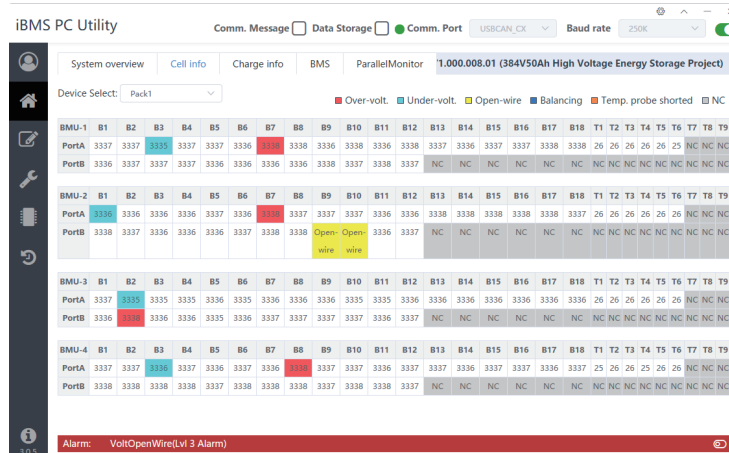 iBMS PC Utility
Comm. Message Data Storage Comm. Port USBCAN_CX Baud rate 250K
System overview Cell info Charge info BMS ParallelMonitor 1.000.008.01 (384V50Ah High Voltage Energy Storage Project)
Device Select: Pack1
Over-volt. Under-volt. Open-wire Balancing Temp. probe shorted NC
BMU-1 B1 B2 B3 B4 B5 B6 B7 B8 B9 B10 B11 B12 B13 B14 B15 B16 B17 B18 T1 T2 T3 T4 T5 T6 T7 T8 T9
PortA 3337 3337 3335 3337 3337 3336 3338 3338 3336 3338 3336 3338 3337 3336 3337 3337 3338 3338 26 26 26 26 26 25 NC NC NC
PortB 3336 3337 3337 3337 3336 3336 3336 3338 3336 3337 3338 3337 NC NC NC NC NC NC NC NC NC NC NC NC NC NC NC
BMU-2 B1 B2 B3 B4 B5 B6 B7 B8 B9 B10 B11 B12 B13 B14 B15 B16 B17 B18 T1 T2 T3 T4 T5 T6 T7 T8 T9
PortA 3336 3336 3336 3336 3337 3336 3338 3337 3337 3337 3336 3336 3338 3338 3338 3338 3338 3337 26 26 26 26 26 26 NC NC NC
PortB 3338 3337 3336 3336 3336 3337 3338 3338 Open-wire Open-wire 3336 3337 NC NC NC NC NC NC NC NC NC NC NC NC NC NC NC
BMU-3 B1 B2 B3 B4 B5 B6 B7 B8 B9 B10 B11 B12 B13 B14 B15 B16 B17 B18 T1 T2 T3 T4 T5 T6 T7 T8 T9
PortA 3337 3335 3335 3335 3335 3336 3335 3336 3336 3335 3335 3336 3336 3336 3336 3336 3336 3336 26 26 26 26 26 26 NC NC NC
PortB 3336 3338 3336 3336 3337 3336 3336 3336 3336 3336 3336 3337 NC NC NC NC NC NC NC NC NC NC NC NC NC NC NC
BMU-4 B1 B2 B3 B4 B5 B6 B7 B8 B9 B10 B11 B12 B13 B14 B15 B16 B17 B18 T1 T2 T3 T4 T5 T6 T7 T8 T9
PortA 3337 3337 3336 3337 3336 3337 3336 3338 3337 3337 3336 3337 3337 3336 3337 3337 3336 3337 25 26 26 25 26 26 NC NC NC
PortB 3338 3338 3338 3338 3337 3338 3338 3338 3337 3338 3338 3337 NC NC NC NC NC NC NC NC NC NC NC NC NC NC NC
Alarm: VoltOpenWire(Lvl 3 Alarm)
3.0.5